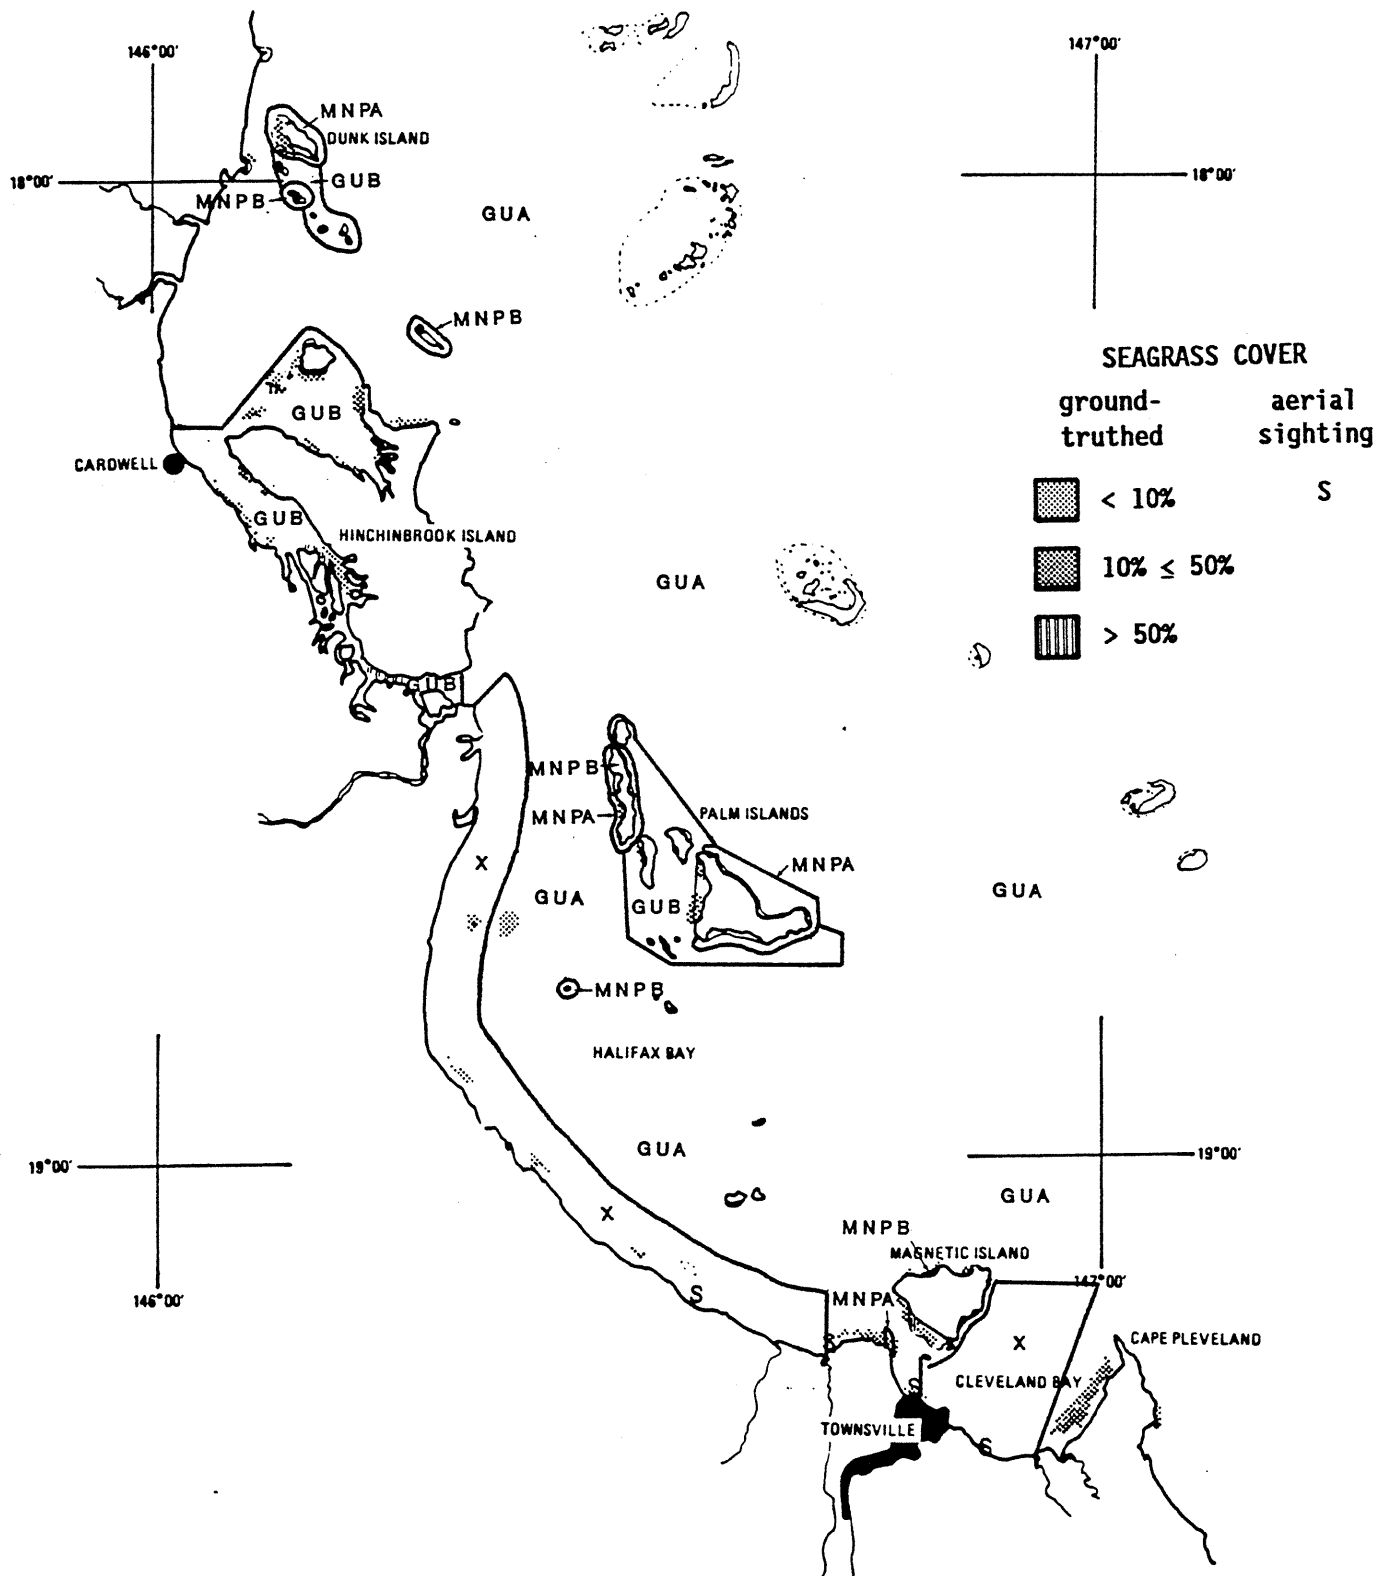 146°00'
147°00'
MNPA
DUNK ISLAND
18°00'
GUB
18°00'
MNPB
GUA
MNPB
SEAGRASS COVER
ground-
truthed
aerial
sighting
GUB
CARDWELL
< 10%
S
GUB
HINCHINBROOK ISLAND
10% ≤ 50%
GUA
> 50%
GUB
MNPB
MNPA
PALM ISLANDS
X
MNPA
GUA
GUB
GUA
MNPB
HALIFAX BAY
GUA
19°00'
19°00'
GUA
X
MNPB
MAGNETIC ISLAND
147°00'
146°00'
S
MNPA
S
X
CAPE PLEVELAND
CLEVELAND BAY
S
TOWNSVILLE
S